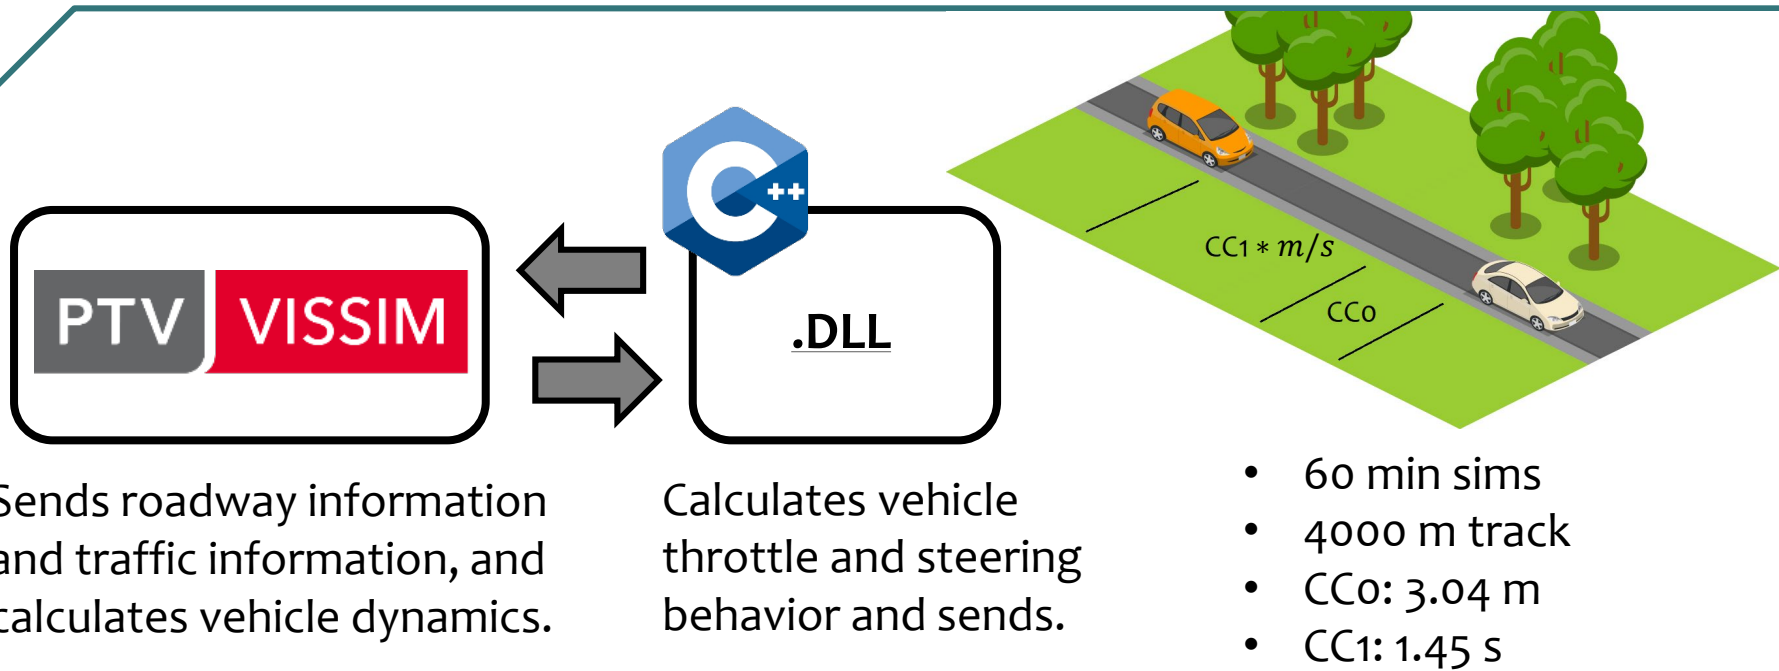 C++
PTV VISSIM
.DLL
CC1 * m/s
CC0
Sends roadway information
and traffic information, and
calculates vehicle dynamics.
Calculates vehicle
throttle and steering
behavior and sends.
• 60 min sims
• 4000 m track
• CC0: 3.04 m
• CC1: 1.45 s